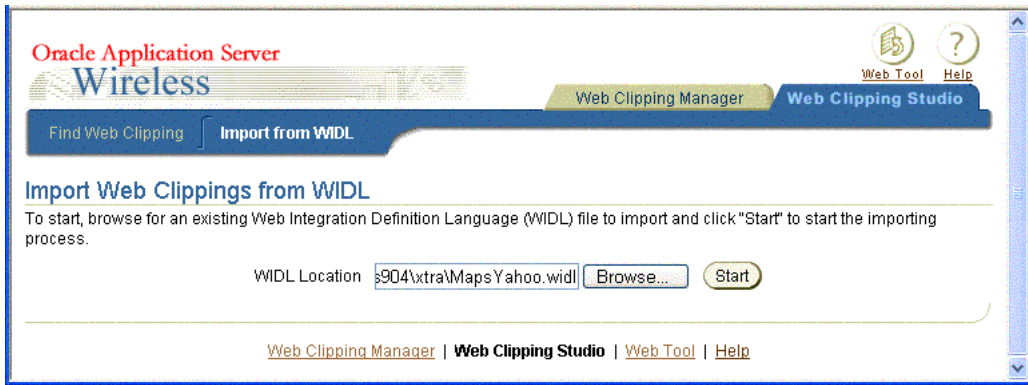 Oracle Application Server
Wireless
Web Tool
Help
Web Clipping Manager
Web Clipping Studio
Find Web Clipping
Import from WIDL
Import Web Clippings from WIDL
To start, browse for an existing Web Integration Definition Language (WIDL) file to import and click "Start" to start the importing
process.
WIDL Location s904\xtra\MapsYahoo.widl Browse... Start
Web Clipping Manager | Web Clipping Studio | Web Tool | Help